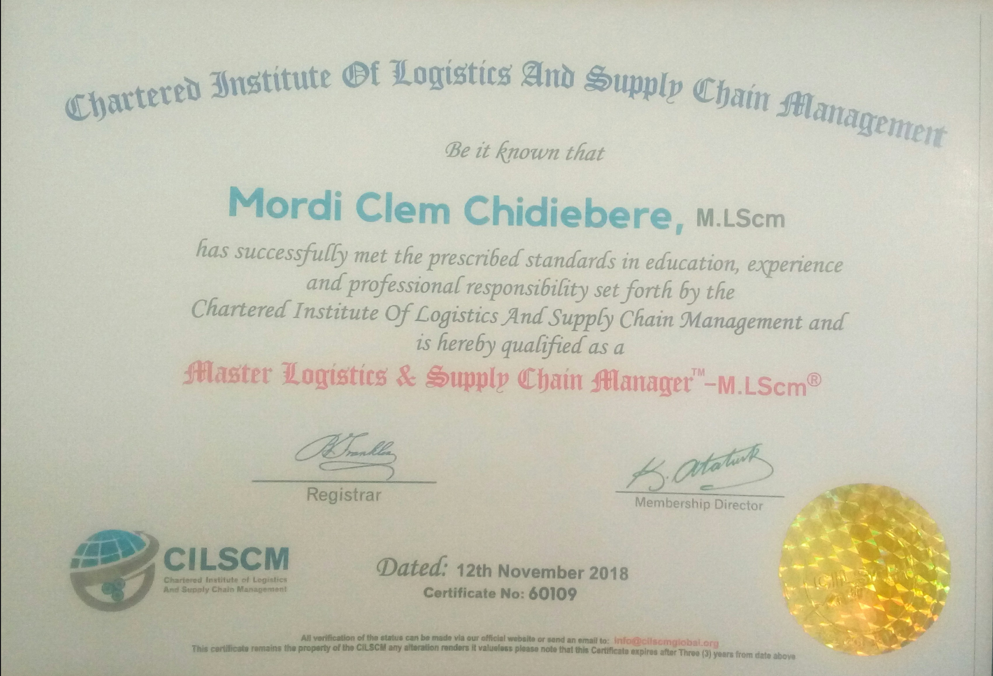 Chartered Institute Of Logistics And Supply Chain Management
Be it known that
Mordi Clem Chidiebere, M.LScm
has successfully met the prescribed standards in education, experience
and professional responsibility set forth by the
Chartered Institute Of Logistics And Supply Chain Management and
is hereby qualified as a
Master Logistics & Supply Chain Manager™-M.LScm®
Registrar
Membership Director
CILSCM
Chartered Institute of Logistics
And Supply Chain Management
Dated: 12th November 2018
Certificate No: 60109
All verification of the status can be made via our official website or send an email to: info@cilscmglobal.org
This certificate remains the property of the CILSCM any alteration renders it valueless please note that this Certificate expires after Three (3) years from date above